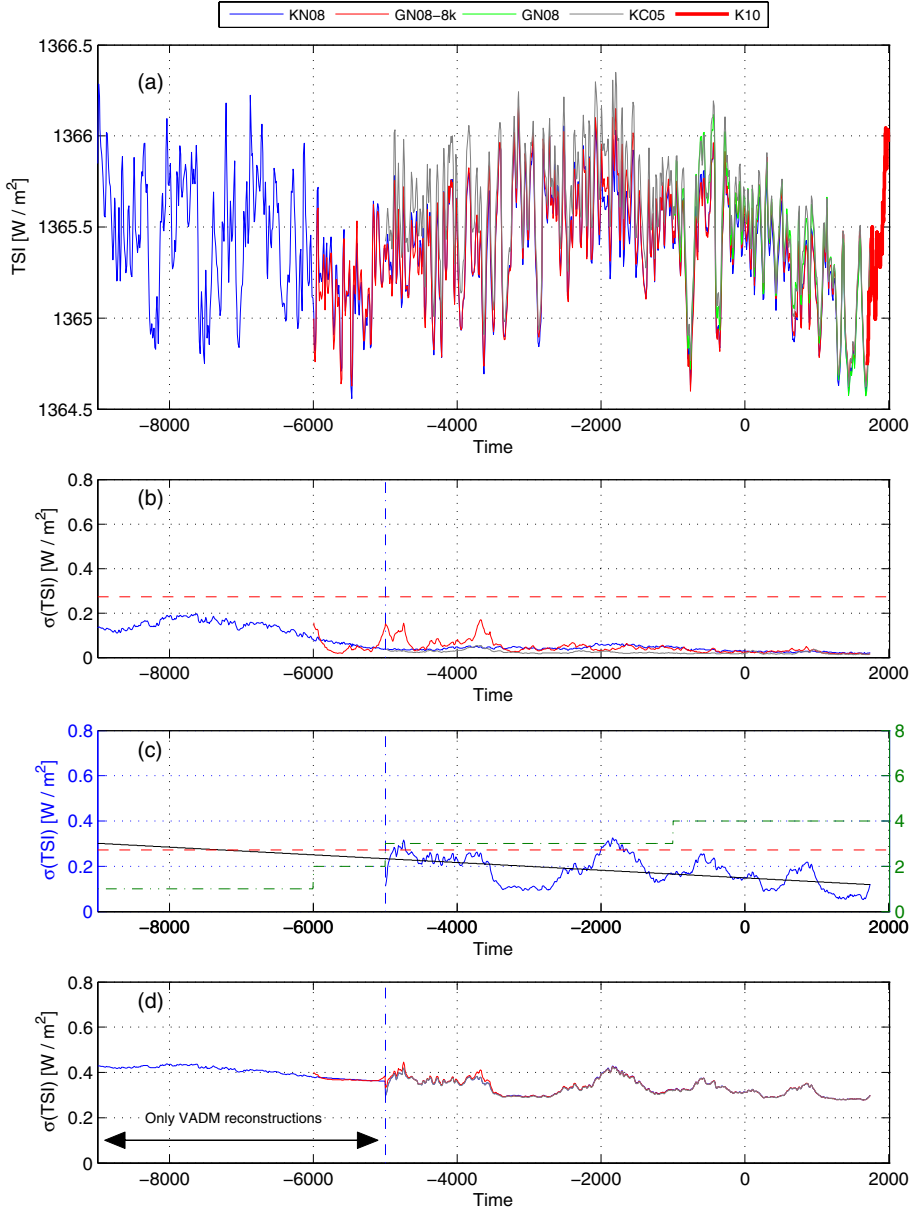 KN08 GN08−8k GN08 KC05 K10
(a)
TSI [W / m²]
1366.5
1366
1365.5
1365
1364.5
−8000 −6000 −4000 −2000 0 2000
Time
(b)
σ(TSI) [W / m²]
0.8
0.6
0.4
0.2
0
−8000 −6000 −4000 −2000 0 2000
Time
(c)
σ(TSI) [W / m²]
0.8 8
0.6 6
0.4 4
0.2 2
0 0
−8000 −6000 −4000 −2000 0 2000
Time
(d)
σ(TSI) [W / m²]
0.8
0.6
0.4
0.2
0
Only VADM reconstructions
−8000 −6000 −4000 −2000 0 2000
Time